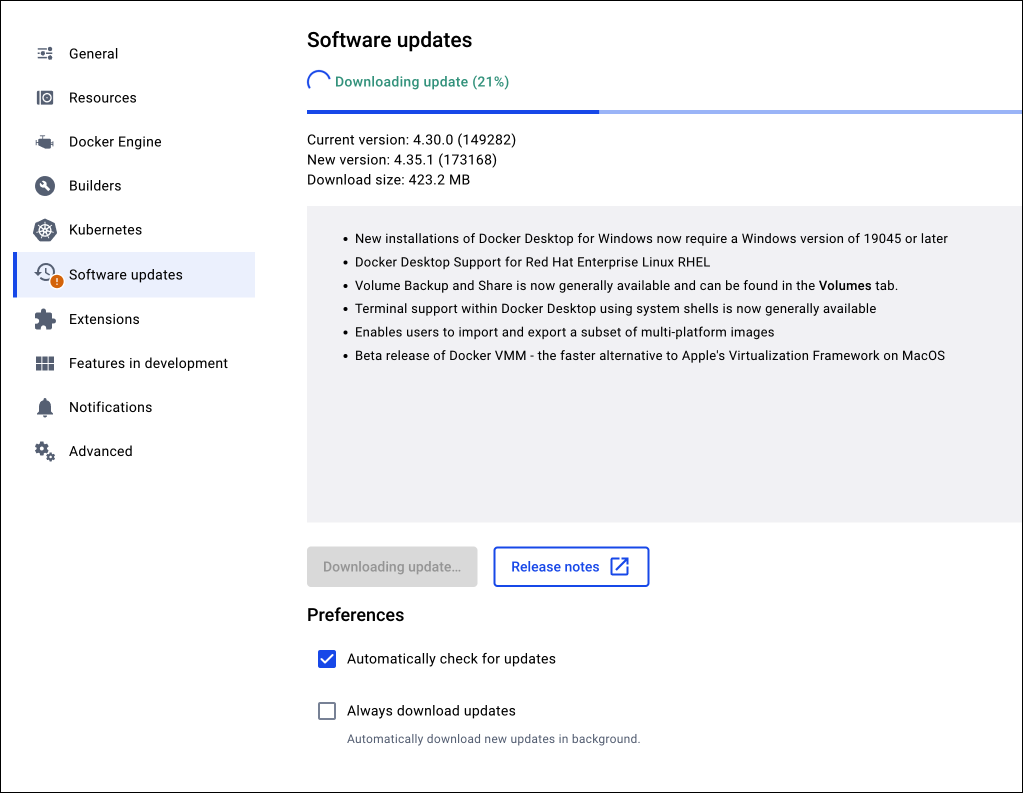 General
Resources
Docker Engine
Builders
Kubernetes
Software updates
Extensions
Features in development
Notifications
Advanced
Software updates
Downloading update (21%)
Current version: 4.30.0 (149282)
New version: 4.35.1 (173168)
Download size: 423.2 MB
• New installations of Docker Desktop for Windows now require a Windows version of 19045 or later
• Docker Desktop Support for Red Hat Enterprise Linux RHEL
• Volume Backup and Share is now generally available and can be found in the Volumes tab.
• Terminal support within Docker Desktop using system shells is now generally available
• Enables users to import and export a subset of multi-platform images
• Beta release of Docker VMM - the faster alternative to Apple's Virtualization Framework on MacOS
Downloading update...
Release notes
Preferences
Automatically check for updates
Always download updates
Automatically download new updates in background.